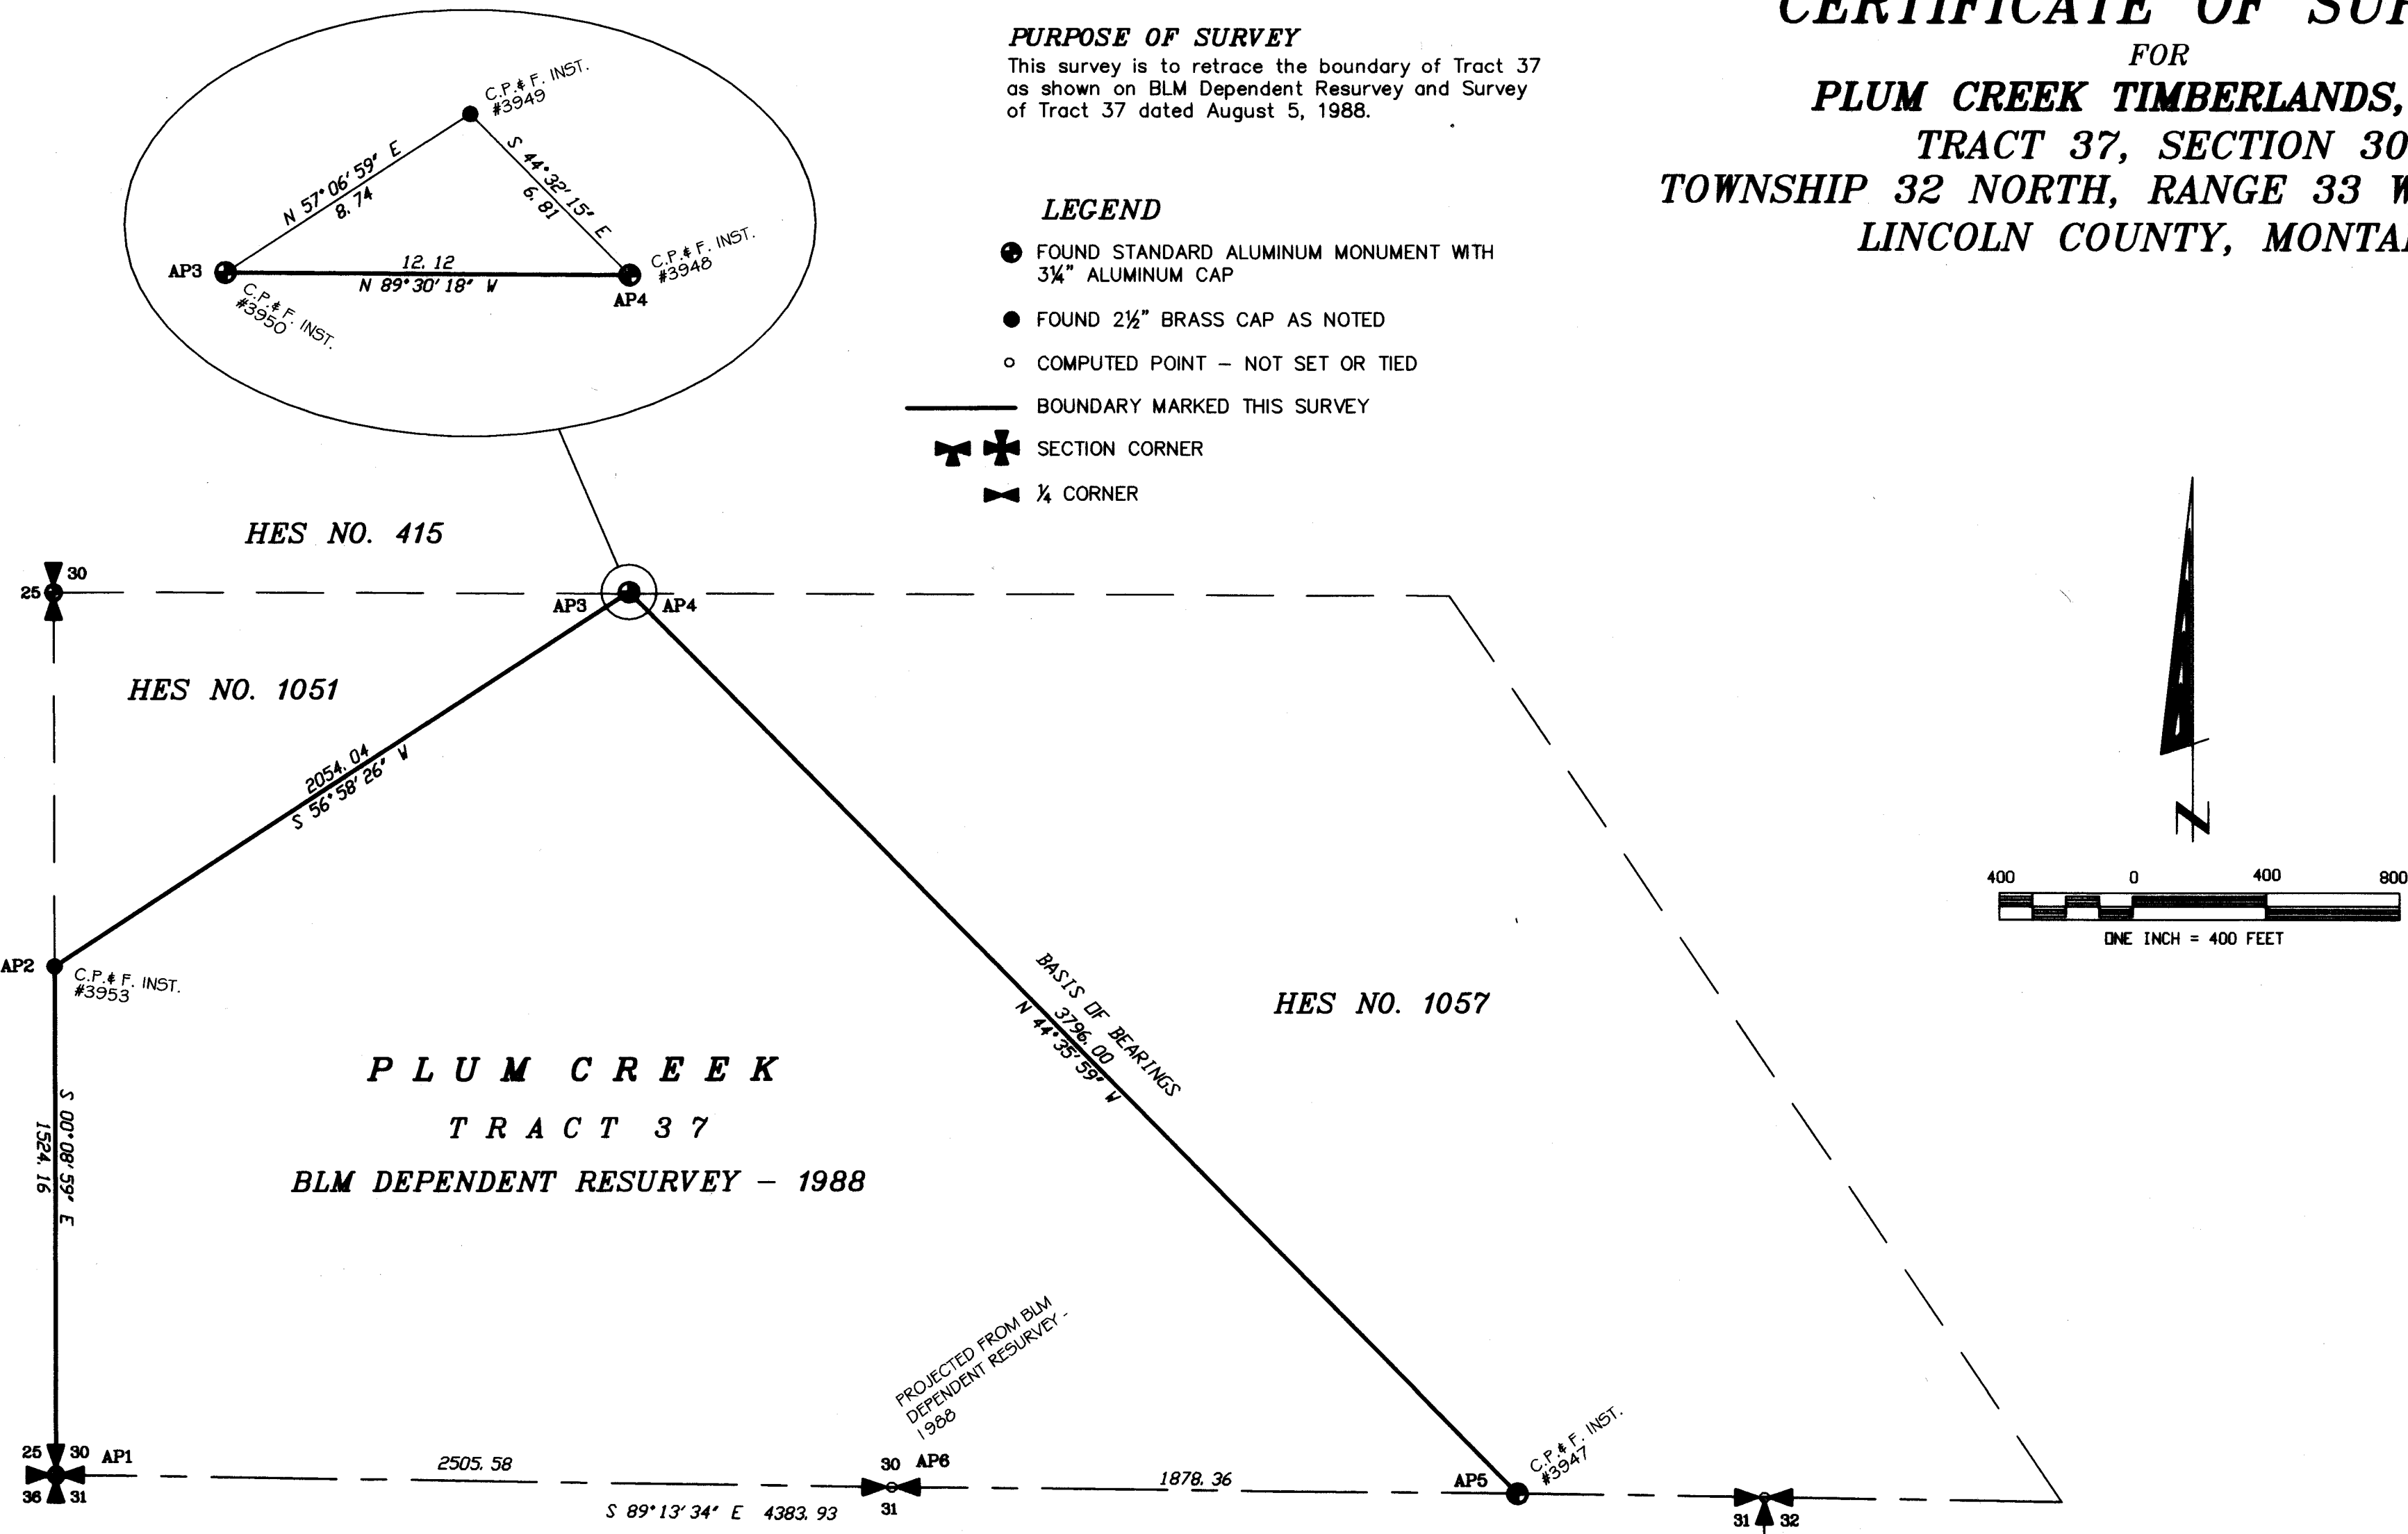 CERTIFICATE OF SUR
FOR
PLUM CREEK TIMBERLANDS,
TRACT 37, SECTION 30
TOWNSHIP 32 NORTH, RANGE 33 W
LINCOLN COUNTY, MONTA
PURPOSE OF SURVEY
This survey is to retrace the boundary of Tract 37
as shown on BLM Dependent Resurvey and Survey
of Tract 37 dated August 5, 1988.
LEGEND
FOUND STANDARD ALUMINUM MONUMENT WITH
3¼" ALUMINUM CAP
FOUND 2½" BRASS CAP AS NOTED
COMPUTED POINT – NOT SET OR TIED
BOUNDARY MARKED THIS SURVEY
SECTION CORNER
¼ CORNER
C.P.& F. INST.
#3949
N 57°06'59" E
8.74
S 44°32'15" E
6.81
AP3
12.12
N 89°30'18" W
C.P.& F. INST.
#3948
AP4
C.P.& F. INST.
#3950
HES NO. 415
30
25
AP3
AP4
HES NO. 1051
2054.04
S 56°58'26" W
AP2
C.P.& F. INST.
#3953
BASIS OF BEARINGS
3796.00
N 44°35'59" W
HES NO. 1057
N
400 0 400 800
ONE INCH = 400 FEET
PLUM CREEK
TRACT 37
BLM DEPENDENT RESURVEY – 1988
S 00°08'59" E
1524.16
PROJECTED FROM BLM
DEPENDENT RESURVEY -
1988
C.P.& F. INST.
#3947
25 30 AP1
36 31
2505.58
30 AP6
31
1878.36
AP5
S 89°13'34" E 4383.93
31 32